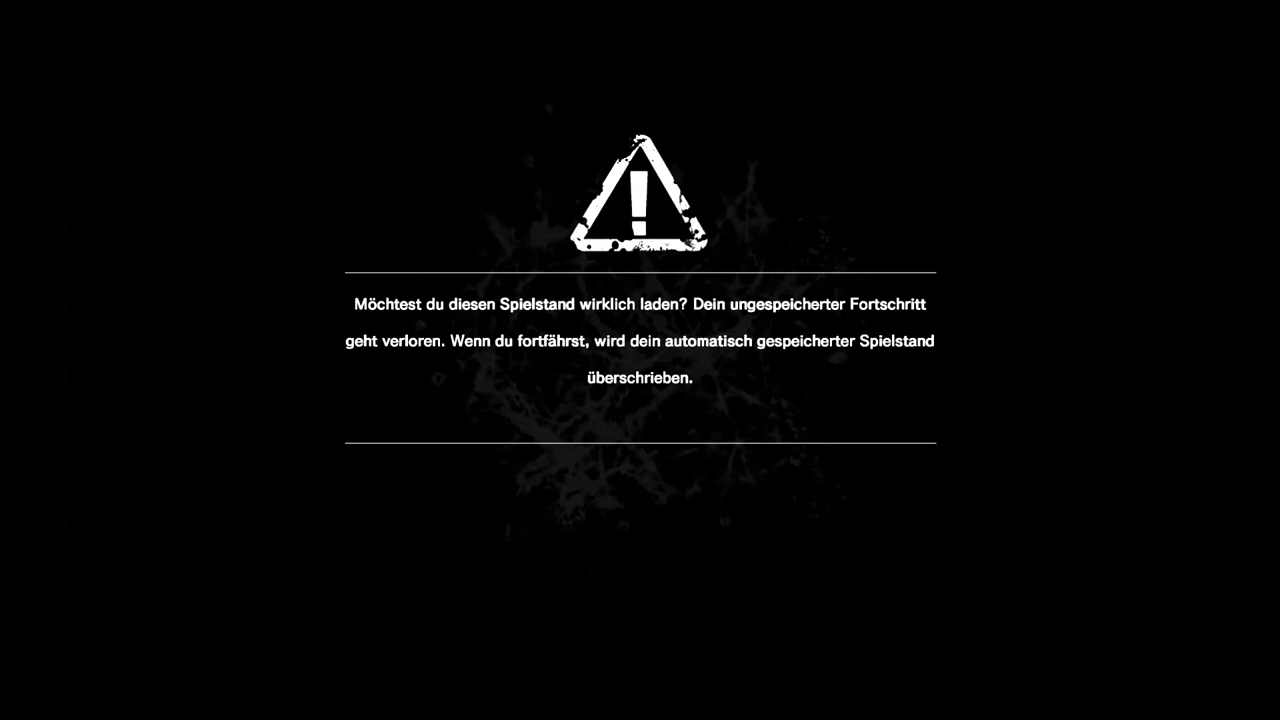 Möchtest du diesen Spielstand wirklich laden? Dein ungespeicherter Fortschritt
geht verloren. Wenn du fortfährst, wird dein automatisch gespeicherter Spielstand
überschrieben.